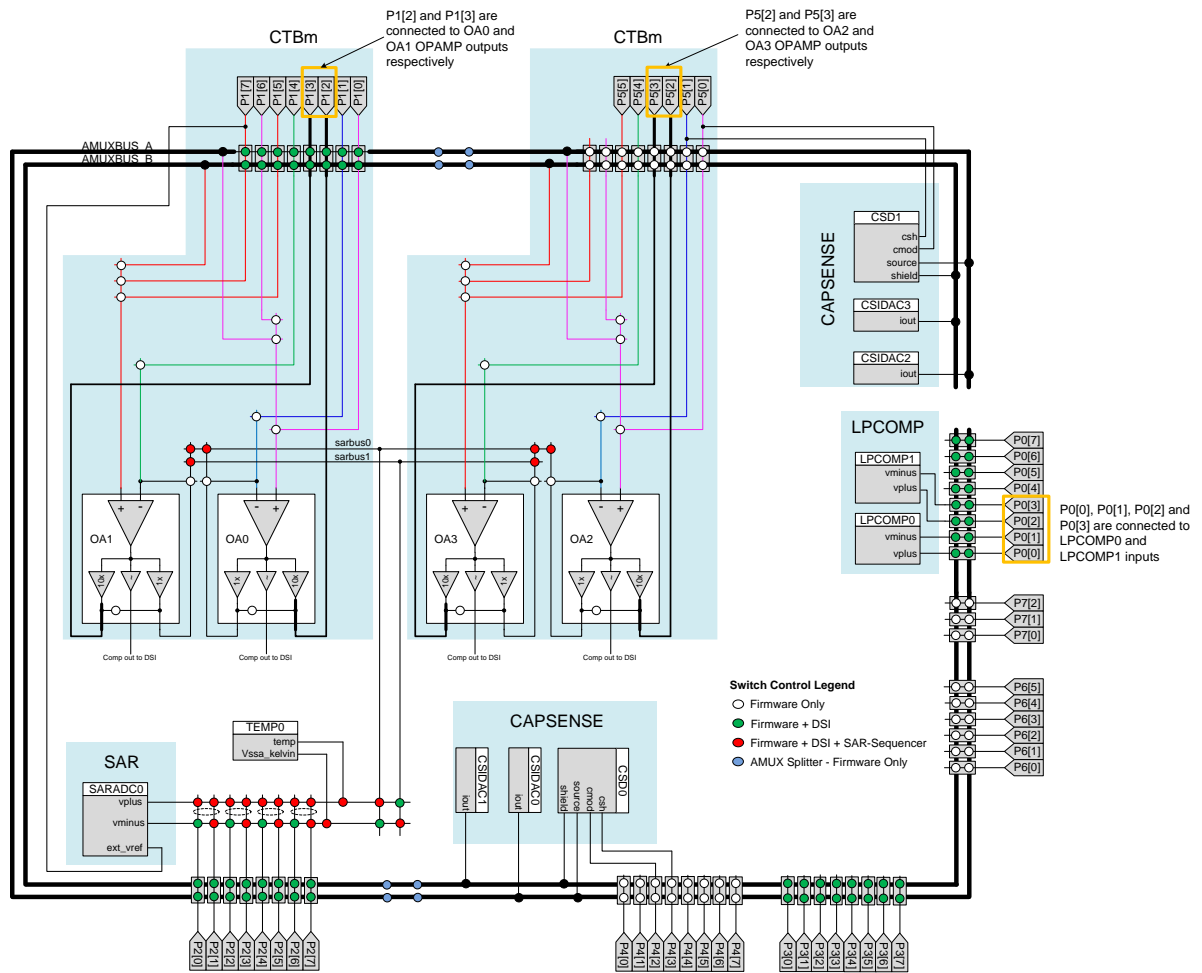 P1[2] and P1[3] are
connected to OA0 and
OA1 OPAMP outputs
respectively
P5[2] and P5[3] are
connected to OA2 and
OA3 OPAMP outputs
respectively
CTBm
CTBm
P1[7]
P1[6]
P1[5]
P1[4]
P1[3]
P1[2]
P1[1]
P1[0]
P5[5]
P5[4]
P5[3]
P5[2]
P5[1]
P5[0]
AMUXBUS_A
AMUXBUS_B
CAPSENSE
CSD1
csh
cmod
source
shield
CSIDAC3
iout
CSIDAC2
iout
LPCOMP
LPCOMP1
vminus
vplus
LPCOMP0
vminus
vplus
P0[7]
P0[6]
P0[5]
P0[4]
P0[3]
P0[2]
P0[1]
P0[0]
P0[0], P0[1], P0[2] and
P0[3] are connected to
LPCOMP0 and
LPCOMP1 inputs
sarbus0
sarbus1
+
-
OA1
10x
~
1x
-
+
OA0
1x
~
10x
+
-
OA3
10x
~
1x
-
+
OA2
1x
~
10x
Comp out to DSI
Comp out to DSI
Comp out to DSI
Comp out to DSI
P7[2]
P7[1]
P7[0]
P6[5]
P6[4]
P6[3]
P6[2]
P6[1]
P6[0]
Switch Control Legend
Firmware Only
Firmware + DSI
Firmware + DSI + SAR-Sequencer
AMUX Splitter - Firmware Only
TEMP0
temp
Vssa_kelvin
SAR
SARADC0
vplus
vminus
ext_vref
CAPSENSE
CSIDAC1
iout
CSIDAC0
iout
CSD0
shield
source
cmod
csh
P2[0]
P2[1]
P2[2]
P2[3]
P2[4]
P2[5]
P2[6]
P2[7]
P4[0]
P4[1]
P4[2]
P4[3]
P4[4]
P4[5]
P4[6]
P4[7]
P3[0]
P3[1]
P3[2]
P3[3]
P3[4]
P3[5]
P3[6]
P3[7]